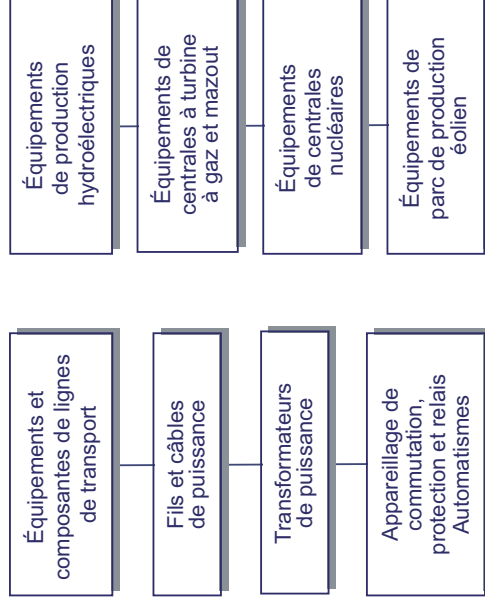 Équipements
de production
hydroélectriques
Équipements de
centrales à turbine
à gaz et mazout
Équipements
de centrales
nucléaires
Équipements de
parc de production
éolien
Équipements et
composantes de lignes
de transport
Fils et câbles
de puissance
Transformateurs
de puissance
Appareillage de
commutation,
protection et relais
Automatismes